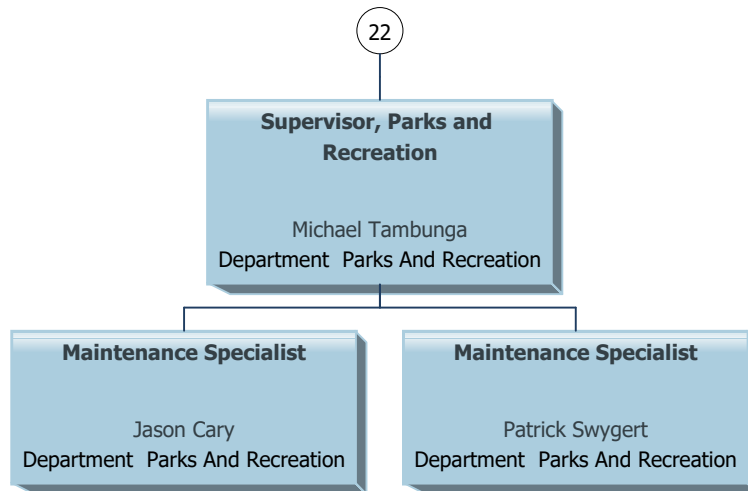 22
Supervisor, Parks and
Recreation
Michael Tambunga
Department  Parks And Recreation
Maintenance Specialist
Jason Cary
Department  Parks And Recreation
Maintenance Specialist
Patrick Swygert
Department  Parks And Recreation